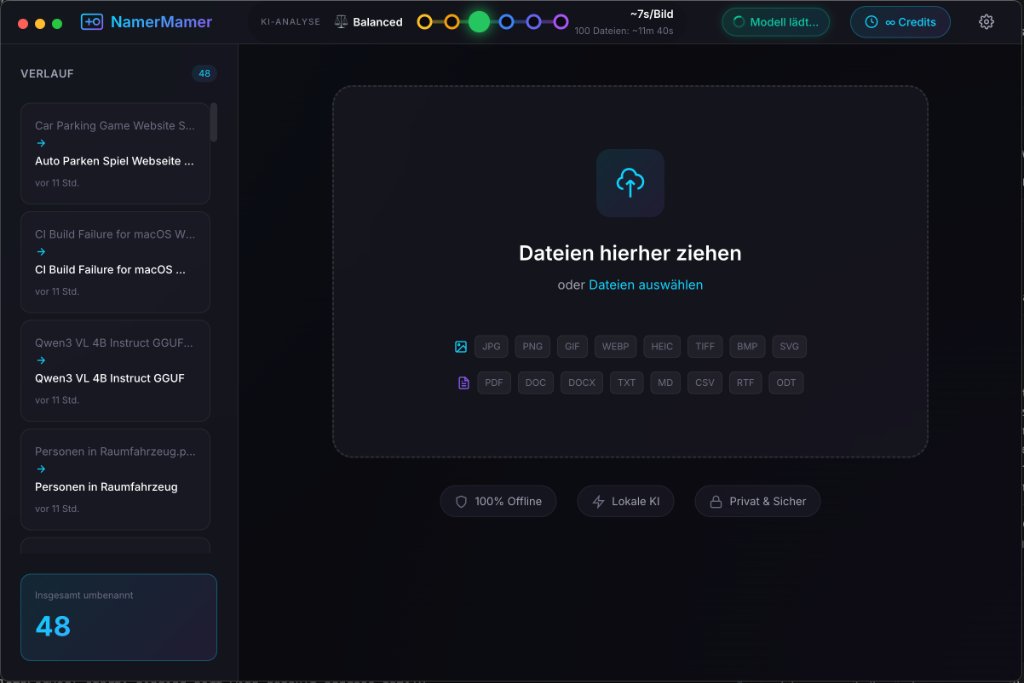 NamerMamer
KI-ANALYSE
Balanced
~7s/Bild
100 Dateien: ~11m 40s
Modell lädt...
∞ Credits
VERLAUF
48
Car Parking Game Website S...
→
Auto Parken Spiel Webseite ...
vor 11 Std.
CI Build Failure for macOS W...
→
CI Build Failure for macOS ...
vor 11 Std.
Qwen3 VL 4B Instruct GGUF...
→
Qwen3 VL 4B Instruct GGUF
vor 11 Std.
Personen in Raumfahrzeug.p...
→
Personen in Raumfahrzeug
vor 11 Std.
Insgesamt umbenannt
48
Dateien hierher ziehen
oder Dateien auswählen
JPG PNG GIF WEBP HEIC TIFF BMP SVG
PDF DOC DOCX TXT MD CSV RTF ODT
100% Offline
Lokale KI
Privat & Sicher